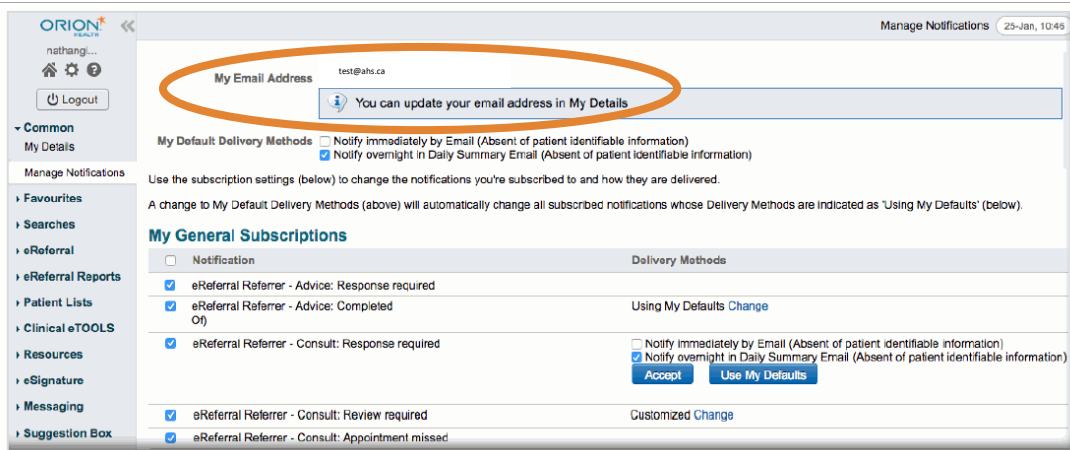 ORION
HEALTH
nathangl...
Logout
Common
My Details
Manage Notifications
Favourites
Searches
eReferral
eReferral Reports
Patient Lists
Clinical eTOOLS
Resources
eSignature
Messaging
Suggestion Box
Manage Notifications 25-Jan, 10:46
My Email Address test@ahs.ca
You can update your email address in My Details
My Default Delivery Methods Notify immediately by Email (Absent of patient identifiable information)
Notify overnight in Daily Summary Email (Absent of patient identifiable information)
Use the subscription settings (below) to change the notifications you're subscribed to and how they are delivered.
A change to My Default Delivery Methods (above) will automatically change all subscribed notifications whose Delivery Methods are indicated as 'Using My Defaults' (below).
My General Subscriptions
Notification Delivery Methods
eReferral Referrer - Advice: Response required
eReferral Referrer - Advice: Completed Using My Defaults Change
Of)
eReferral Referrer - Consult: Response required Notify immediately by Email (Absent of patient identifiable information)
Notify overnight in Daily Summary Email (Absent of patient identifiable information)
Accept Use My Defaults
eReferral Referrer - Consult: Review required Customized Change
eReferral Referrer - Consult: Appointment missed